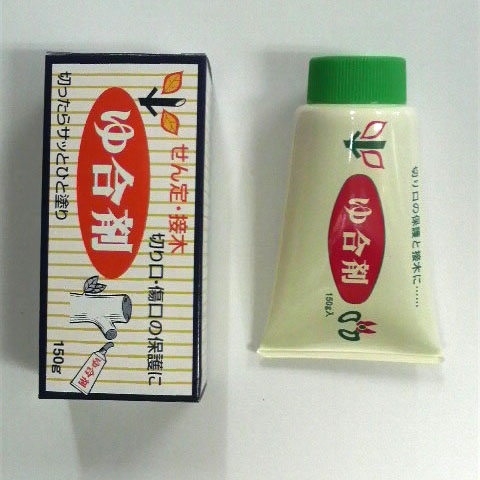 せん定・接木
切り口・傷口の保護に
ゆ合剤
切ったらサッとひと塗り
ゆ合剤
150g
切り口の保護と接木に……
ゆ合剤
150g入